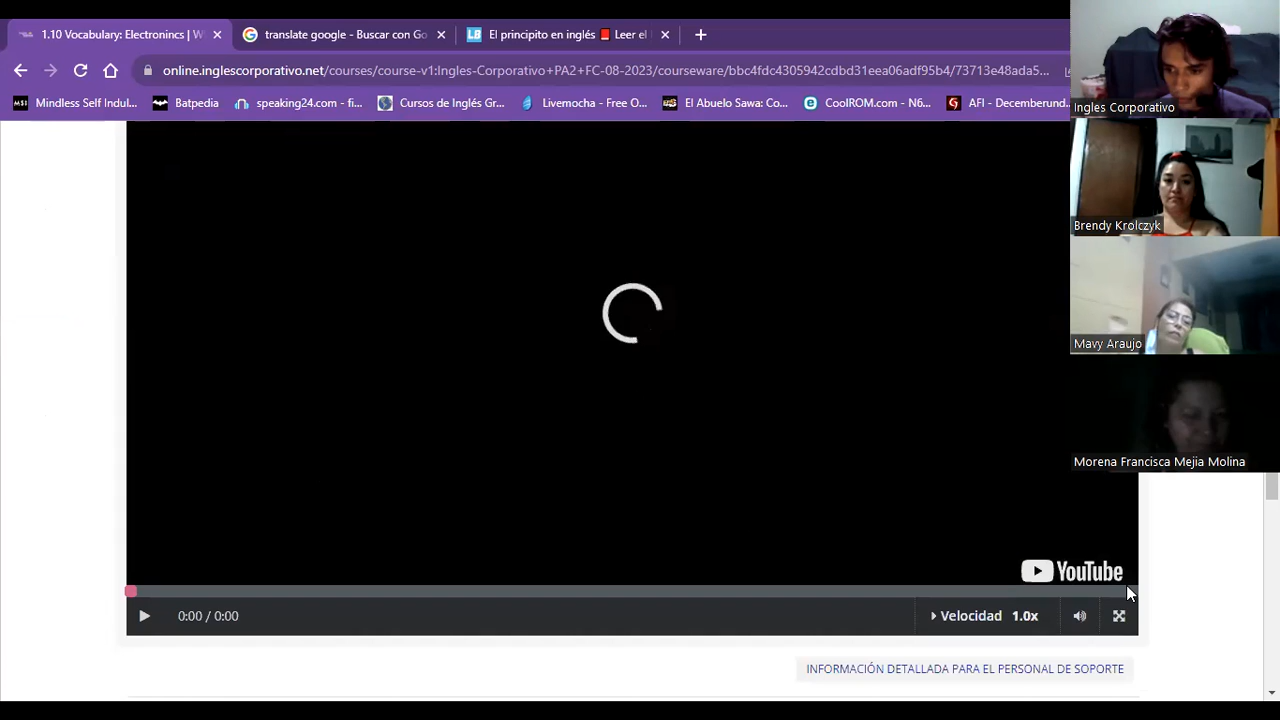 1.10 Vocabulary: Electronincs | W
translate google - Buscar con Go
LB El principito en inglés Leer el
online.inglescorporativo.net/courses/course-v1:Ingles-Corporativo+PA2+FC-08-2023/courseware/bbc4fdc4305942cdbd31eea06adf95b4/73713e48ada5...
MSI Mindless Self Indul...
Batpedia
speaking24.com - fi...
Cursos de Inglés Gr...
Livemocha - Free O...
El Abuelo Sawa: Co...
CoolROM.com - N6...
AFI - Decemberund...
Ingles Corporativo
Brendy Krolczyk
Mavy Araujo
Morena Francisca Mejia Molina
YouTube
0:00 / 0:00
Velocidad 1.0x
INFORMACIÓN DETALLADA PARA EL PERSONAL DE SOPORTE